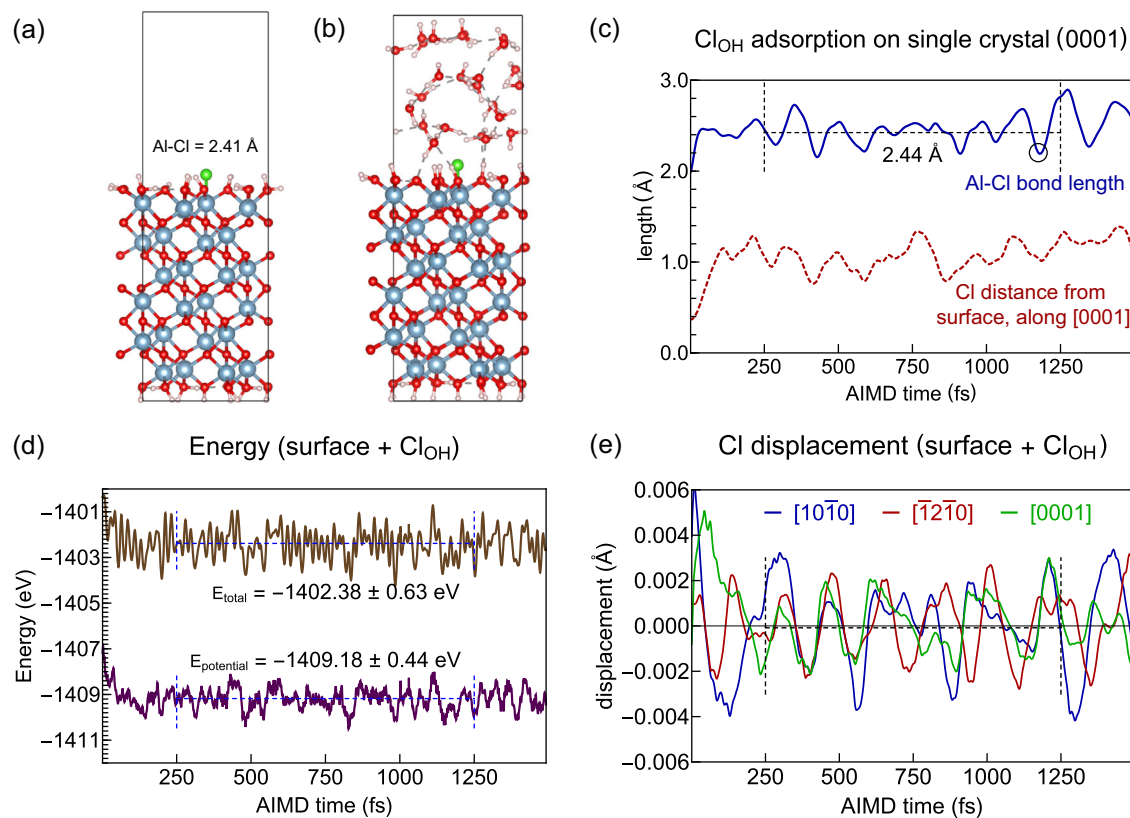 (a)
Al-Cl = 2.41 Å
(b)
(c)
Cl_OH adsorption on single crystal (0001)
length (Å)
3.0
2.0
1.0
0.0
2.44 Å
Al-Cl bond length
Cl distance from
surface, along [0001]
250 500 750 1000 1250
AIMD time (fs)
(d)
Energy (surface + Cl_OH)
Energy (eV)
−1401
−1403
−1405
−1407
−1409
−1411
E_total = −1402.38 ± 0.63 eV
E_potential = −1409.18 ± 0.44 eV
250 500 750 1000 1250
AIMD time (fs)
(e)
Cl displacement (surface + Cl_OH)
displacement (Å)
0.006
0.004
0.002
0.000
−0.002
−0.004
−0.006
[101̅0] [1̅21̅0] [0001]
250 500 750 1000 1250
AIMD time (fs)